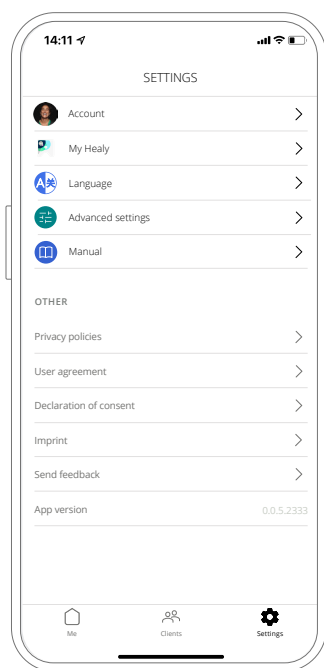 14:11
SETTINGS
Account
My Healy
Language
Advanced settings
Manual
OTHER
Privacy policies
User agreement
Declaration of consent
Imprint
Send feedback
App version 0.0.5.2333
Me Clients Settings